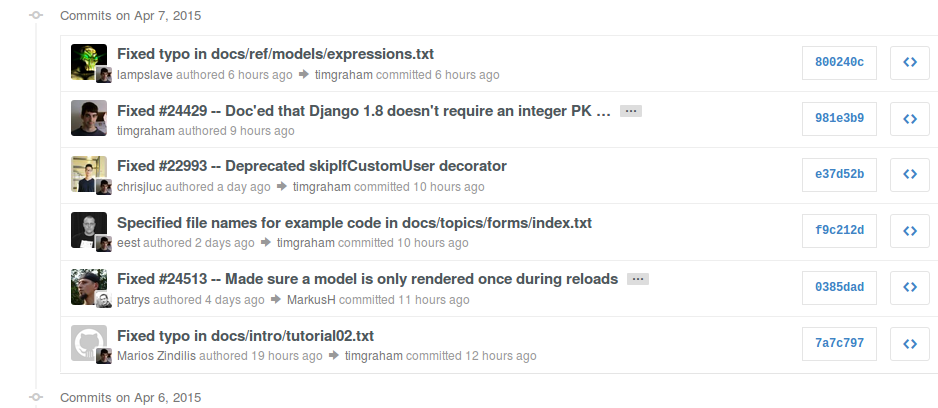 Commits on Apr 7, 2015
Fixed typo in docs/ref/models/expressions.txt
lampslave authored 6 hours ago timgraham committed 6 hours ago
800240c
Fixed #24429 -- Doc'ed that Django 1.8 doesn't require an integer PK … ...
timgraham authored 9 hours ago
981e3b9
Fixed #22993 -- Deprecated skipIfCustomUser decorator
chrisjluc authored a day ago timgraham committed 10 hours ago
e37d52b
Specified file names for example code in docs/topics/forms/index.txt
eest authored 2 days ago timgraham committed 10 hours ago
f9c212d
Fixed #24513 -- Made sure a model is only rendered once during reloads ...
patrys authored 4 days ago MarkusH committed 11 hours ago
0385dad
Fixed typo in docs/intro/tutorial02.txt
Marios Zindilis authored 19 hours ago timgraham committed 12 hours ago
7a7c797
Commits on Apr 6, 2015